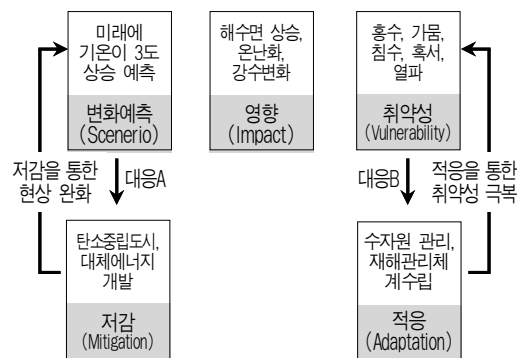 미래에
기온이 3도
상승 예측
변화예측
(Scenerio)
해수면 상승,
온난화,
강수변화
영향
(Impact)
홍수, 가뭄,
침수, 혹서,
열파
취약성
(Vulnerability)
저감을 통한
현상 완화
대응A
대응B
적응을 통한
취약성 극복
탄소중립도시,
대체에너지
개발
저감
(Mitigation)
수자원 관리,
재해관리체
계수립
적응
(Adaptation)